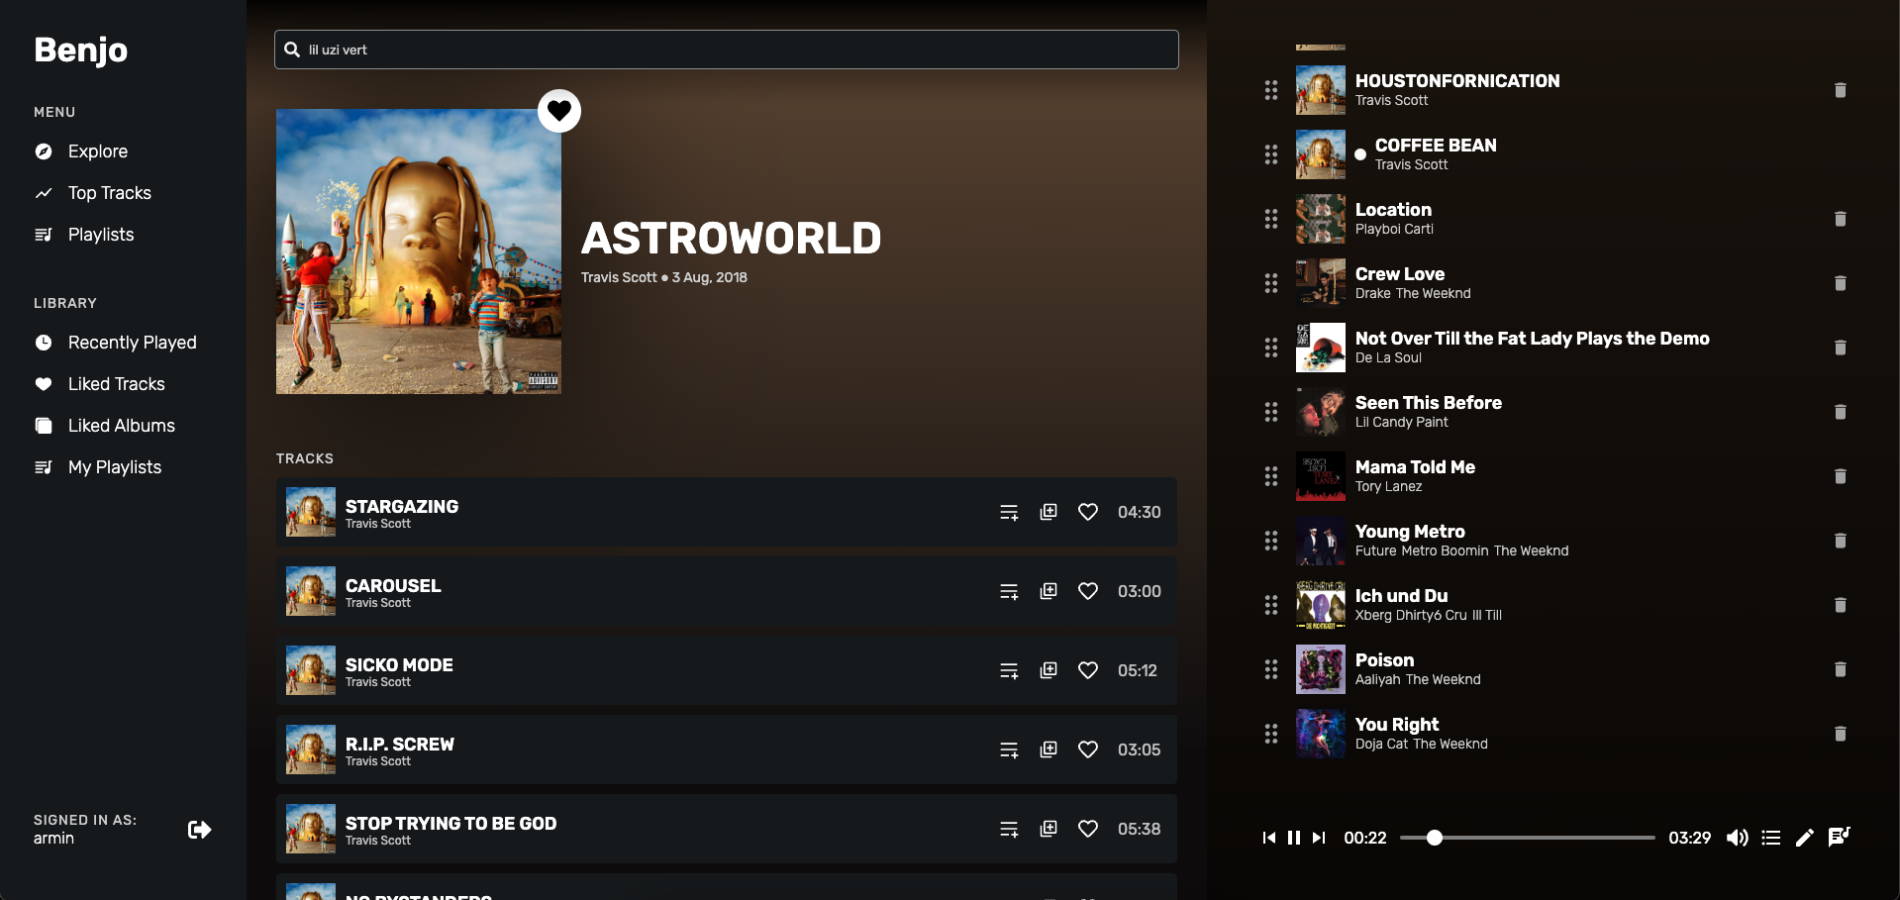 Benjo
MENU
Explore
Top Tracks
Playlists
LIBRARY
Recently Played
Liked Tracks
Liked Albums
My Playlists
SIGNED IN AS:
armin
lil uzi vert
ASTROWORLD
Travis Scott ● 3 Aug, 2018
PARENTAL
ADVISORY
TRACKS
STARGAZING
Travis Scott
04:30
CAROUSEL
Travis Scott
03:00
SICKO MODE
Travis Scott
05:12
R.I.P. SCREW
Travis Scott
03:05
STOP TRYING TO BE GOD
Travis Scott
05:38
NO BYSTANDERS
HOUSTONFORNICATION
Travis Scott
COFFEE BEAN
Travis Scott
Location
Playboi Carti
Crew Love
Drake The Weeknd
Not Over Till the Fat Lady Plays the Demo
De La Soul
Seen This Before
Lil Candy Paint
Mama Told Me
Tory Lanez
Young Metro
Future Metro Boomin The Weeknd
Ich und Du
Xberg Dhirty6 Cru III Till
Poison
Aaliyah The Weeknd
You Right
Doja Cat The Weeknd
00:22
03:29